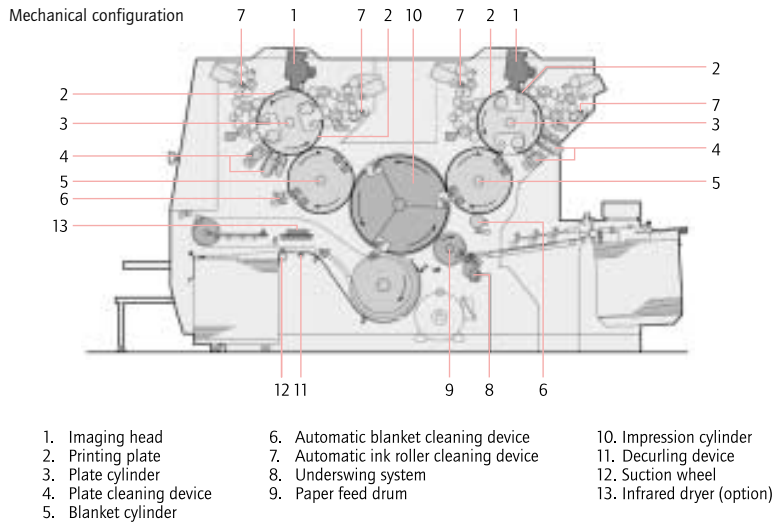 Mechanical configuration
7 1 7 2 10 7 2 1
2 2
3 7
4 3
5 4
6 5
13
12 11 9 8 6
1. Imaging head
2. Printing plate
3. Plate cylinder
4. Plate cleaning device
5. Blanket cylinder
6. Automatic blanket cleaning device
7. Automatic ink roller cleaning device
8. Underswing system
9. Paper feed drum
10. Impression cylinder
11. Decurling device
12. Suction wheel
13. Infrared dryer (option)